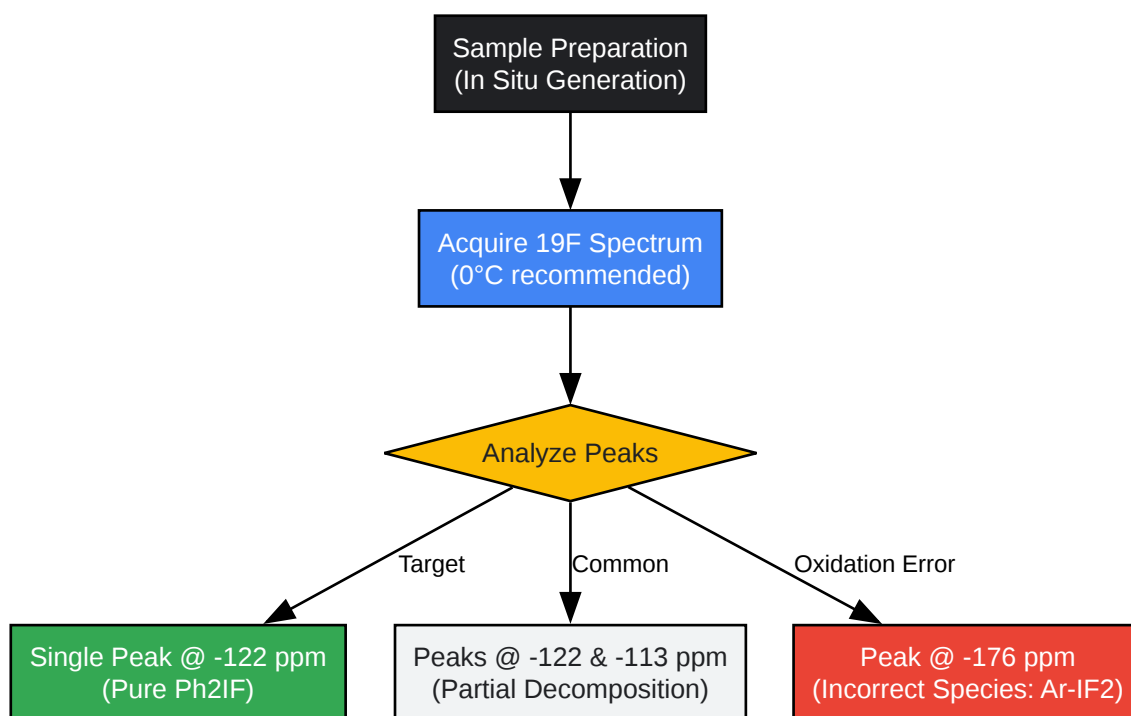 Sample Preparation
(In Situ Generation)
Acquire 19F Spectrum
(0°C recommended)
Analyze Peaks
Target
Common
Oxidation Error
Single Peak @ -122 ppm
(Pure Ph2IF)
Peaks @ -122 & -113 ppm
(Partial Decomposition)
Peak @ -176 ppm
(Incorrect Species: Ar-IF2)